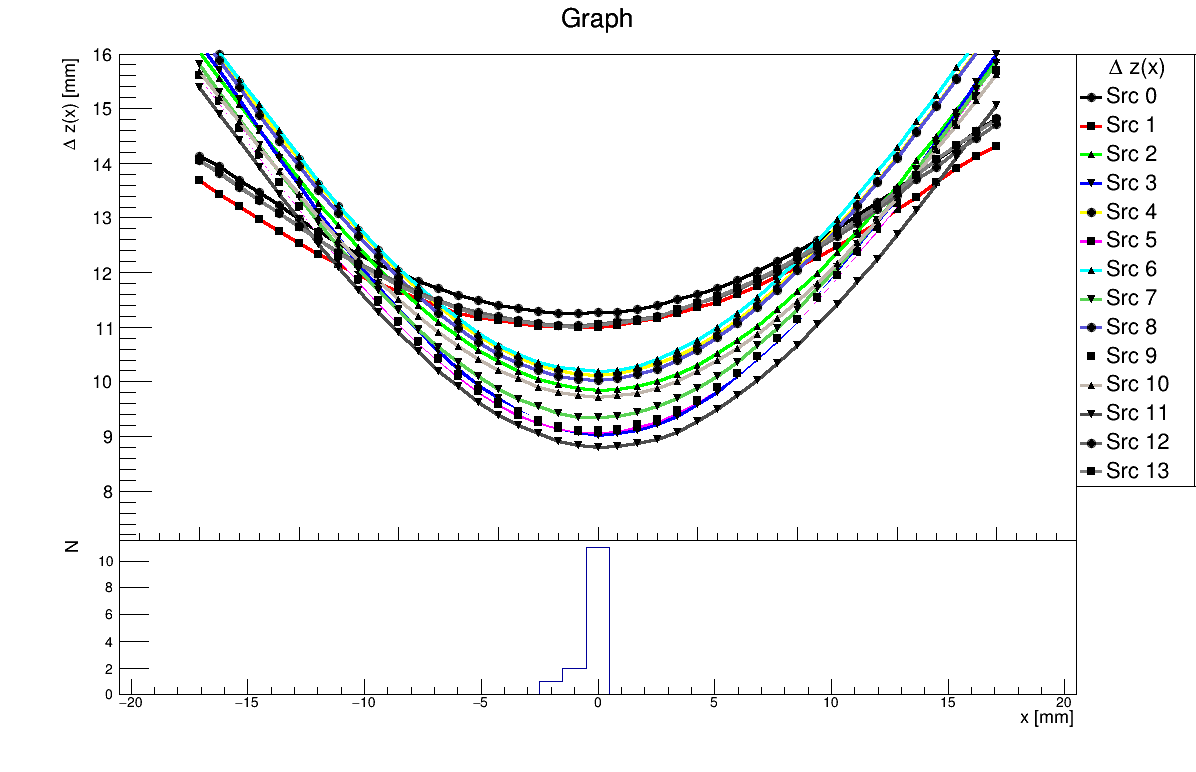 Graph
Δ z(x) [mm]
16
15
14
13
12
11
10
9
8
Δ z(x)
Src 0
Src 1
Src 2
Src 3
Src 4
Src 5
Src 6
Src 7
Src 8
Src 9
Src 10
Src 11
Src 12
Src 13
N
10
8
6
4
2
0
−20 −15 −10 −5 0 5 10 15 20
x [mm]